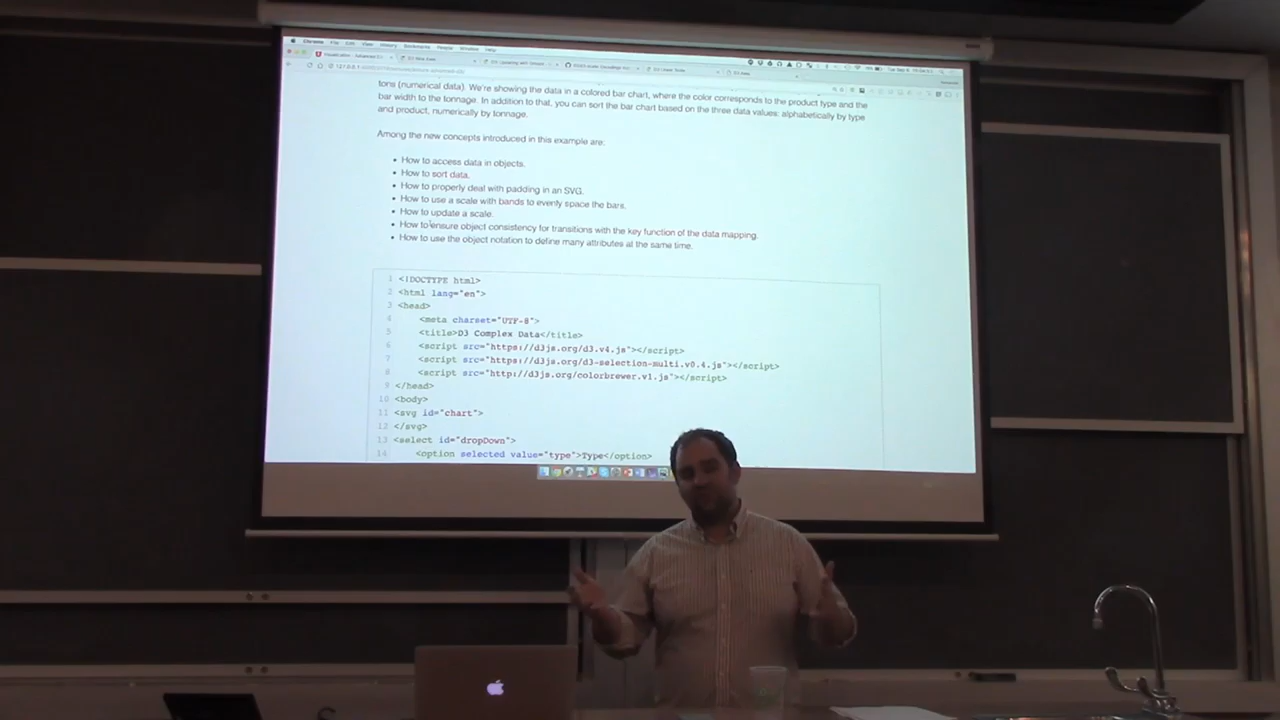 Chrome File Edit View History Bookmarks People Window Help
tons (numerical data). We're showing the data in a colored bar chart, where the color corresponds to the product type and the
bar width to the tonnage. In addition to that, you can sort the bar chart based on the three data values: alphabetically by type
and product, numerically by tonnage.
Among the new concepts introduced in this example are:
• How to access data in objects.
• How to sort data.
• How to properly deal with padding in an SVG.
• How to use a scale with bands to evenly space the bars.
• How to update a scale.
• How to ensure object consistency for transitions with the key function of the data mapping.
• How to use the object notation to define many attributes at the same time.
1 <!DOCTYPE html>
2 <html lang="en">
3 <head>
4 <meta charset="UTF-8">
5 <title>D3 Complex Data</title>
6 <script src="https://d3js.org/d3.v4.js"></script>
7 <script src="https://d3js.org/d3-selection-multi.v0.4.js"></script>
8 <script src="http://d3js.org/colorbrewer.v1.js"></script>
9 </head>
10 <body>
11 <svg id="chart">
12 </svg>
13 <select id="dropDown">
14 <option selected value="type">Type</option>